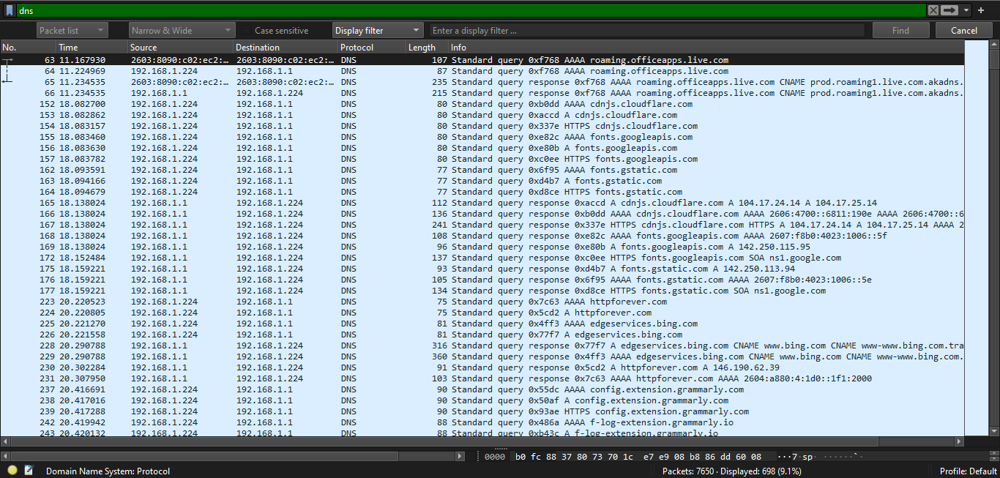 dns
Packet list Narrow & Wide Case sensitive Display filter Enter a display filter ... Find Cancel
No. Time Source Destination Protocol Length Info
63 11.167930 2603:8090:c02:ec2:… 2603:8090:c02:ec2:… DNS 107 Standard query 0xf768 AAAA roaming.officeapps.live.com
64 11.224969 192.168.1.224 192.168.1.1 DNS 87 Standard query 0xf768 AAAA roaming.officeapps.live.com
65 11.234535 2603:8090:c02:ec2:… 2603:8090:c02:ec2:… DNS 235 Standard query response 0xf768 AAAA roaming.officeapps.live.com CNAME prod.roaming1.live.com.akadns.
66 11.234535 192.168.1.1 192.168.1.224 DNS 215 Standard query response 0xf768 AAAA roaming.officeapps.live.com CNAME prod.roaming1.live.com.akadns.
152 18.082700 192.168.1.224 192.168.1.1 DNS 80 Standard query 0xb0dd AAAA cdnjs.cloudflare.com
153 18.082862 192.168.1.224 192.168.1.1 DNS 80 Standard query 0xaccd A cdnjs.cloudflare.com
154 18.083157 192.168.1.224 192.168.1.1 DNS 80 Standard query 0x337e HTTPS cdnjs.cloudflare.com
155 18.083460 192.168.1.224 192.168.1.1 DNS 80 Standard query 0xe82c AAAA fonts.googleapis.com
156 18.083630 192.168.1.224 192.168.1.1 DNS 80 Standard query 0xe80b A fonts.googleapis.com
157 18.083782 192.168.1.224 192.168.1.1 DNS 80 Standard query 0xc0ee HTTPS fonts.googleapis.com
162 18.093591 192.168.1.224 192.168.1.1 DNS 77 Standard query 0x6f95 AAAA fonts.gstatic.com
163 18.094166 192.168.1.224 192.168.1.1 DNS 77 Standard query 0xd4b7 A fonts.gstatic.com
164 18.094679 192.168.1.224 192.168.1.1 DNS 77 Standard query 0xd8ce HTTPS fonts.gstatic.com
165 18.138024 192.168.1.1 192.168.1.224 DNS 112 Standard query response 0xaccd A cdnjs.cloudflare.com A 104.17.24.14 A 104.17.25.14
166 18.138024 192.168.1.1 192.168.1.224 DNS 136 Standard query response 0xb0dd AAAA cdnjs.cloudflare.com AAAA 2606:4700::6811:190e AAAA 2606:4700::6
167 18.138024 192.168.1.1 192.168.1.224 DNS 241 Standard query response 0x337e HTTPS cdnjs.cloudflare.com HTTPS A 104.17.24.14 A 104.17.25.14 AAAA 2
168 18.138024 192.168.1.1 192.168.1.224 DNS 108 Standard query response 0xe82c AAAA fonts.googleapis.com AAAA 2607:f8b0:4023:1006::5f
169 18.138024 192.168.1.1 192.168.1.224 DNS 96 Standard query response 0xe80b A fonts.googleapis.com A 142.250.115.95
172 18.152484 192.168.1.1 192.168.1.224 DNS 137 Standard query response 0xc0ee HTTPS fonts.googleapis.com SOA ns1.google.com
175 18.159221 192.168.1.1 192.168.1.224 DNS 93 Standard query response 0xd4b7 A fonts.gstatic.com A 142.250.113.94
176 18.159221 192.168.1.1 192.168.1.224 DNS 105 Standard query response 0x6f95 AAAA fonts.gstatic.com AAAA 2607:f8b0:4023:1006::5e
177 18.159221 192.168.1.1 192.168.1.224 DNS 134 Standard query response 0xd8ce HTTPS fonts.gstatic.com SOA ns1.google.com
223 20.220523 192.168.1.224 192.168.1.1 DNS 75 Standard query 0x7c63 AAAA httpforever.com
224 20.220805 192.168.1.224 192.168.1.1 DNS 75 Standard query 0x5cd2 A httpforever.com
225 20.221270 192.168.1.224 192.168.1.1 DNS 81 Standard query 0x4ff3 AAAA edgeservices.bing.com
226 20.221558 192.168.1.224 192.168.1.1 DNS 81 Standard query 0x77f7 A edgeservices.bing.com
228 20.290788 192.168.1.1 192.168.1.224 DNS 316 Standard query response 0x77f7 A edgeservices.bing.com CNAME www.bing.com CNAME www-www.bing.com.tra
229 20.290788 192.168.1.1 192.168.1.224 DNS 360 Standard query response 0x4ff3 AAAA edgeservices.bing.com CNAME www.bing.com CNAME www-www.bing.com.
230 20.302284 192.168.1.1 192.168.1.224 DNS 91 Standard query response 0x5cd2 A httpforever.com A 146.190.62.39
231 20.307950 192.168.1.1 192.168.1.224 DNS 103 Standard query response 0x7c63 AAAA httpforever.com AAAA 2604:a880:4:1d0::1f1:2000
237 20.416691 192.168.1.224 192.168.1.1 DNS 90 Standard query 0x55dc AAAA config.extension.grammarly.com
238 20.417016 192.168.1.224 192.168.1.1 DNS 90 Standard query 0x50af A config.extension.grammarly.com
239 20.417288 192.168.1.224 192.168.1.1 DNS 90 Standard query 0x93ae HTTPS config.extension.grammarly.com
242 20.419942 192.168.1.224 192.168.1.1 DNS 88 Standard query 0x486a AAAA f-log-extension.grammarly.io
243 20.420132 192.168.1.224 192.168.1.1 DNS 88 Standard query 0xb43c A f-log-extension.grammarly.io
0000 b0 fc 88 37 80 73 70 1c e7 e9 08 b8 86 dd 60 08 ···7·sp· ······`·
Domain Name System: Protocol Packets: 7650 · Displayed: 698 (9.1%) Profile: Default